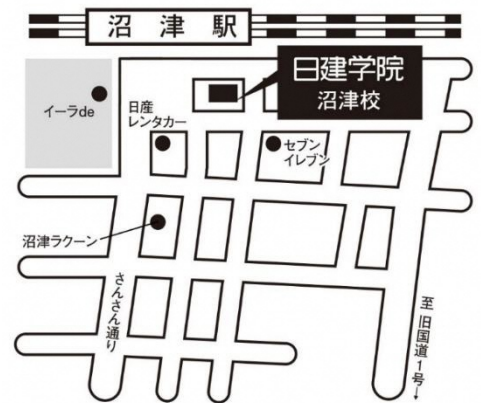 沼津駅
日建学院
沼津校
イーラde
日産
レンタカー
セブン
イレブン
沼津ラクーン
さんさん通り
至 旧国道1号→